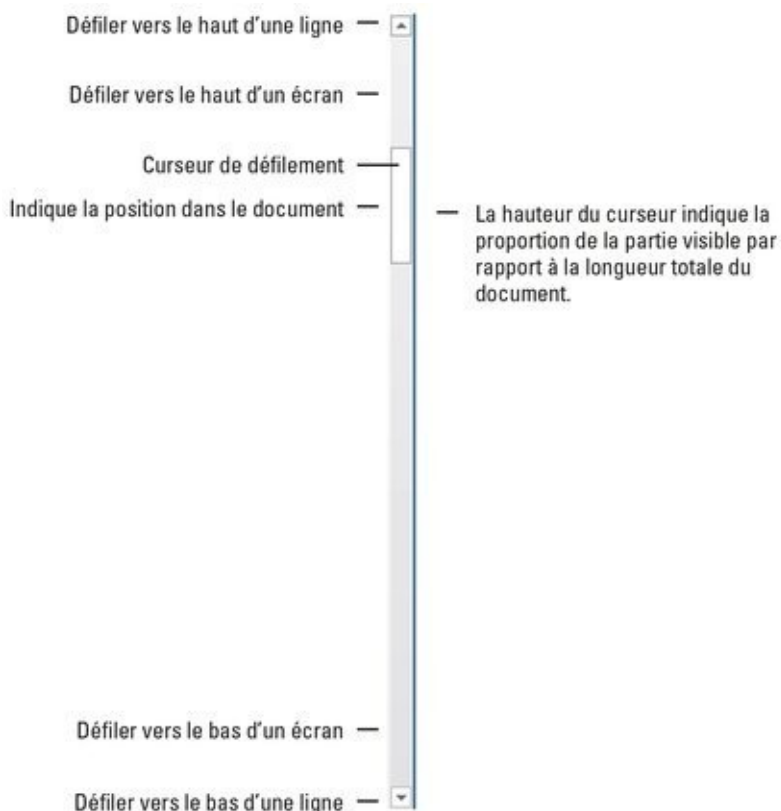 Défiler vers le haut d'une ligne
Défiler vers le haut d'un écran
Curseur de défilement
Indique la position dans le document
La hauteur du curseur indique la
proportion de la partie visible par
rapport à la longueur totale du
document.
Défiler vers le bas d'un écran
Défiler vers le bas d'une ligne